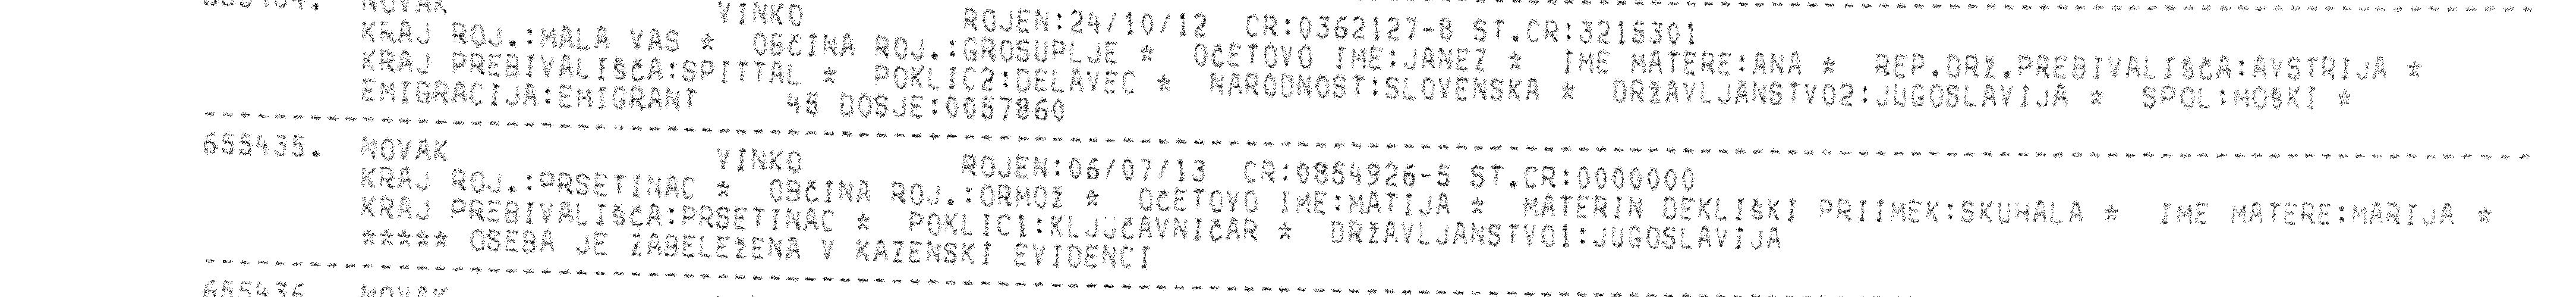 NOVAK VINKO ROJEN:24/10/12 CR:0362127-8 ST.CR:3215301
KRAJ ROJ.:MALA VAS * OBČINA ROJ.:GROSUPLJE * OČETOVO IME:JANEZ * IME MATERE:ANA * REP.DRŽ.PREBIVALIŠČA:AVSTRIJA *
KRAJ PREBIVALIŠČA:SPITTAL * POKLIC2:DELAVEC * NARODNOST:SLOVENSKA * DRŽAVLJANSTVO2:JUGOSLAVIJA * SPOL:MOŠKI *
EMIGRACIJA:EMIGRANT 45 DOSJE:0057860
655435. NOVAK VINKO ROJEN:06/07/13 CR:0854926-5 ST.CR:0000000
KRAJ ROJ.:PRSETINAC * OBČINA ROJ.:ORMOŽ * OČETOVO IME:MATIJA * MATERIN DEKLIŠKI PRIIMEK:SKUHALA * IME MATERE:MARIJA *
KRAJ PREBIVALIŠČA:PRSETINAC * POKLIC1:KLJUČAVNIČAR * DRŽAVLJANSTVO1:JUGOSLAVIJA
***** OSEBA JE ZABELEŽENA V KAZENSKI EVIDENCI
655436 NOVAK